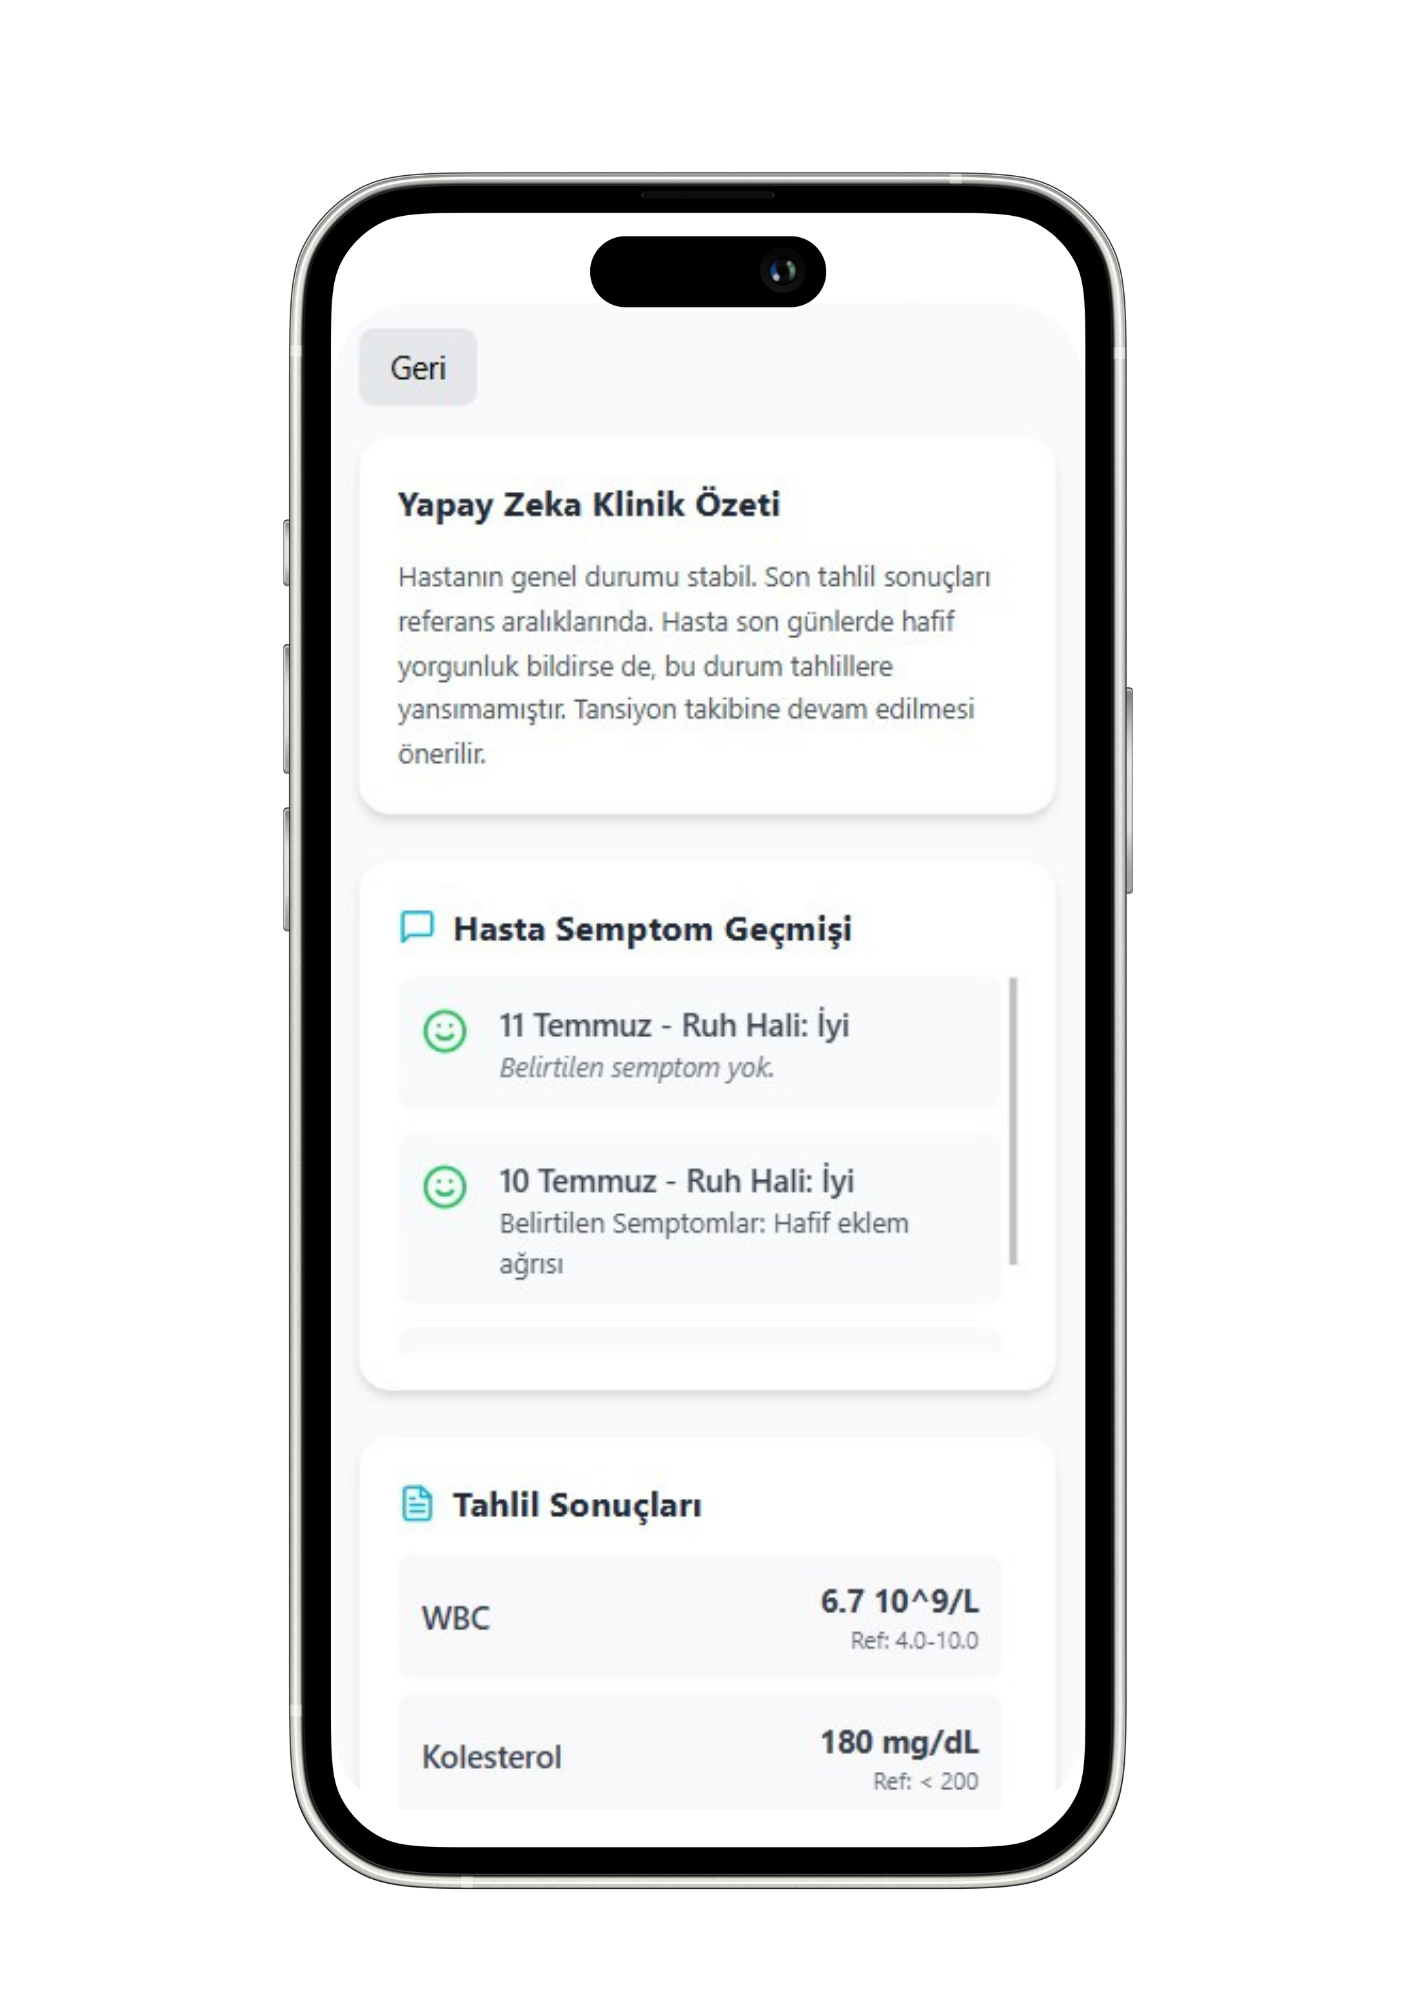 Geri
Yapay Zeka Klinik Özeti
Hastanın genel durumu stabil. Son tahlil sonuçları
referans aralıklarında. Hasta son günlerde hafif
yorgunluk bildirse de, bu durum tahlillere
yansımamıştır. Tansiyon takibine devam edilmesi
önerilir.
Hasta Semptom Geçmişi
11 Temmuz - Ruh Hali: İyi
Belirtilen semptom yok.
10 Temmuz - Ruh Hali: İyi
Belirtilen Semptomlar: Hafif eklem
ağrısı
Tahlil Sonuçları
WBC
6.7 10^9/L
Ref: 4.0-10.0
Kolesterol
180 mg/dL
Ref: < 200